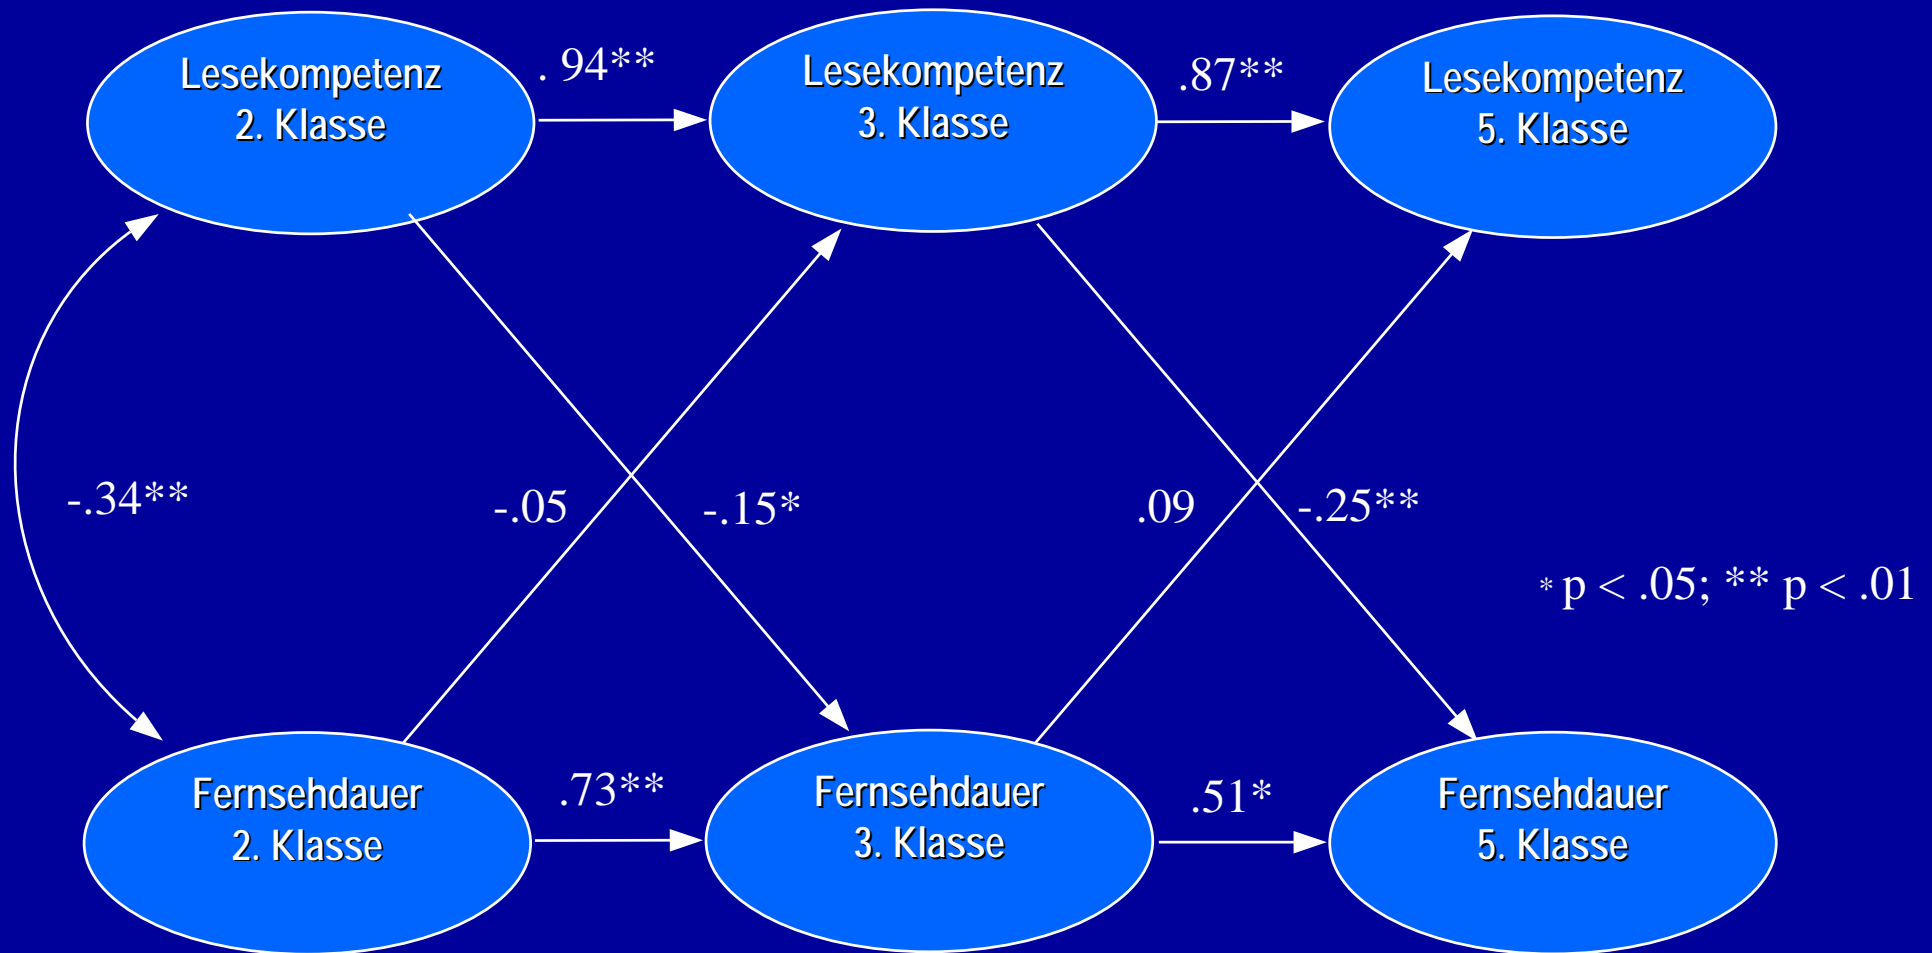 Lesekompetenz
2. Klasse
. 94**
Lesekompetenz
3. Klasse
.87**
Lesekompetenz
5. Klasse
-.34**
-.05
-.15*
.09
-.25**
* p < .05; ** p < .01
Fernsehdauer
2. Klasse
.73**
Fernsehdauer
3. Klasse
.51*
Fernsehdauer
5. Klasse